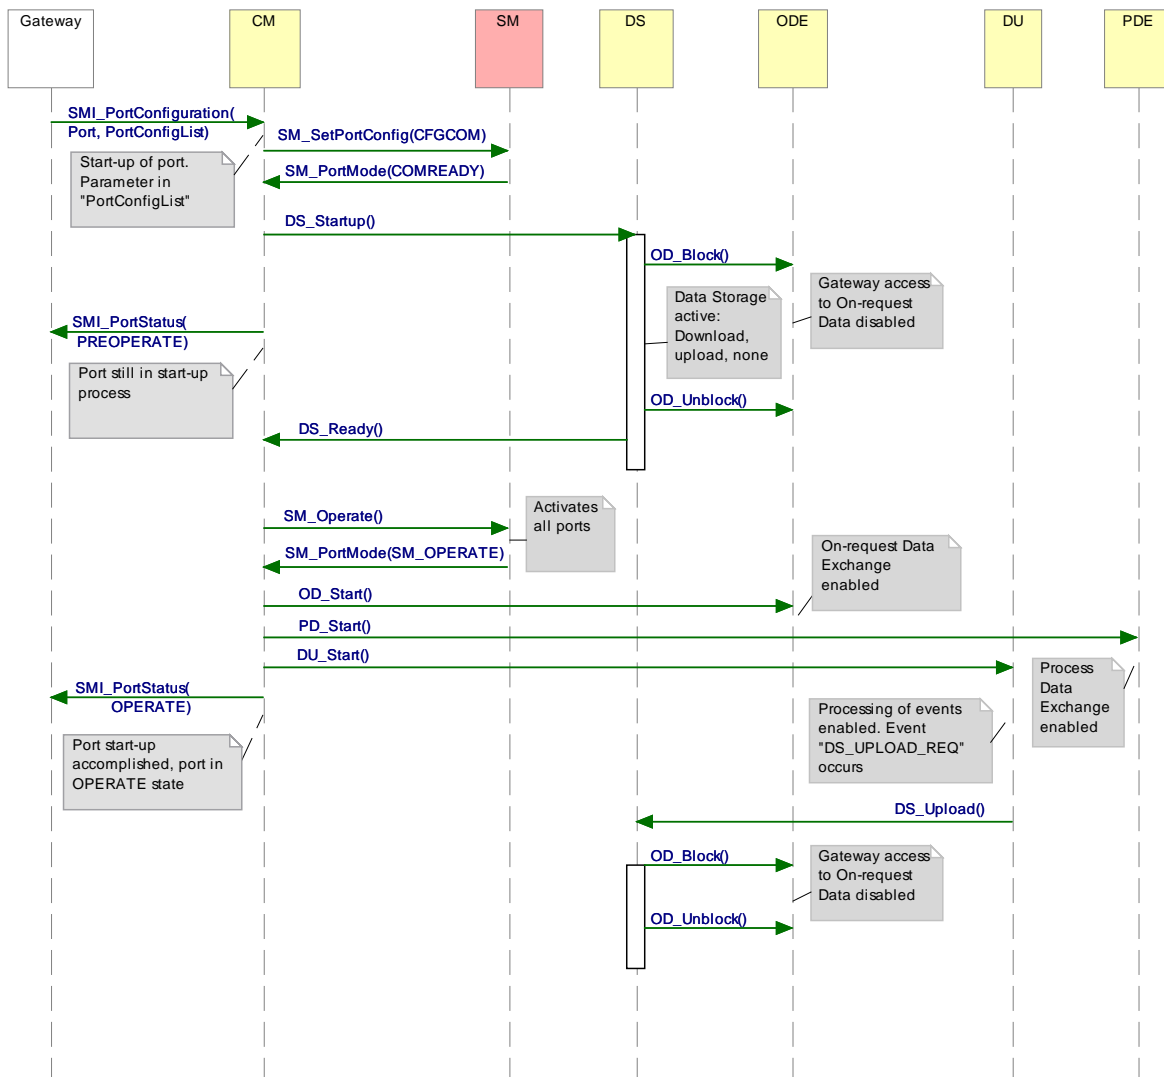 Gateway
CM
SM
DS
ODE
DU
PDE
SMI_PortConfiguration(
Port, PortConfigList)
SM_SetPortConfig(CFGCOM)
Start-up of port.
Parameter in
"PortConfigList"
SM_PortMode(COMREADY)
DS_Startup()
OD_Block()
Gateway access
to On-request
Data disabled
Data Storage
active:
Download,
upload, none
SMI_PortStatus(
PREOPERATE)
Port still in start-up
process
OD_Unblock()
DS_Ready()
SM_Operate()
Activates
all ports
SM_PortMode(SM_OPERATE)
On-request Data
Exchange
enabled
OD_Start()
PD_Start()
DU_Start()
Process
Data
Exchange
enabled
SMI_PortStatus(
OPERATE)
Processing of events
enabled. Event
"DS_UPLOAD_REQ"
occurs
Port start-up
accomplished, port in
OPERATE state
DS_Upload()
OD_Block()
Gateway access
to On-request
Data disabled
OD_Unblock()